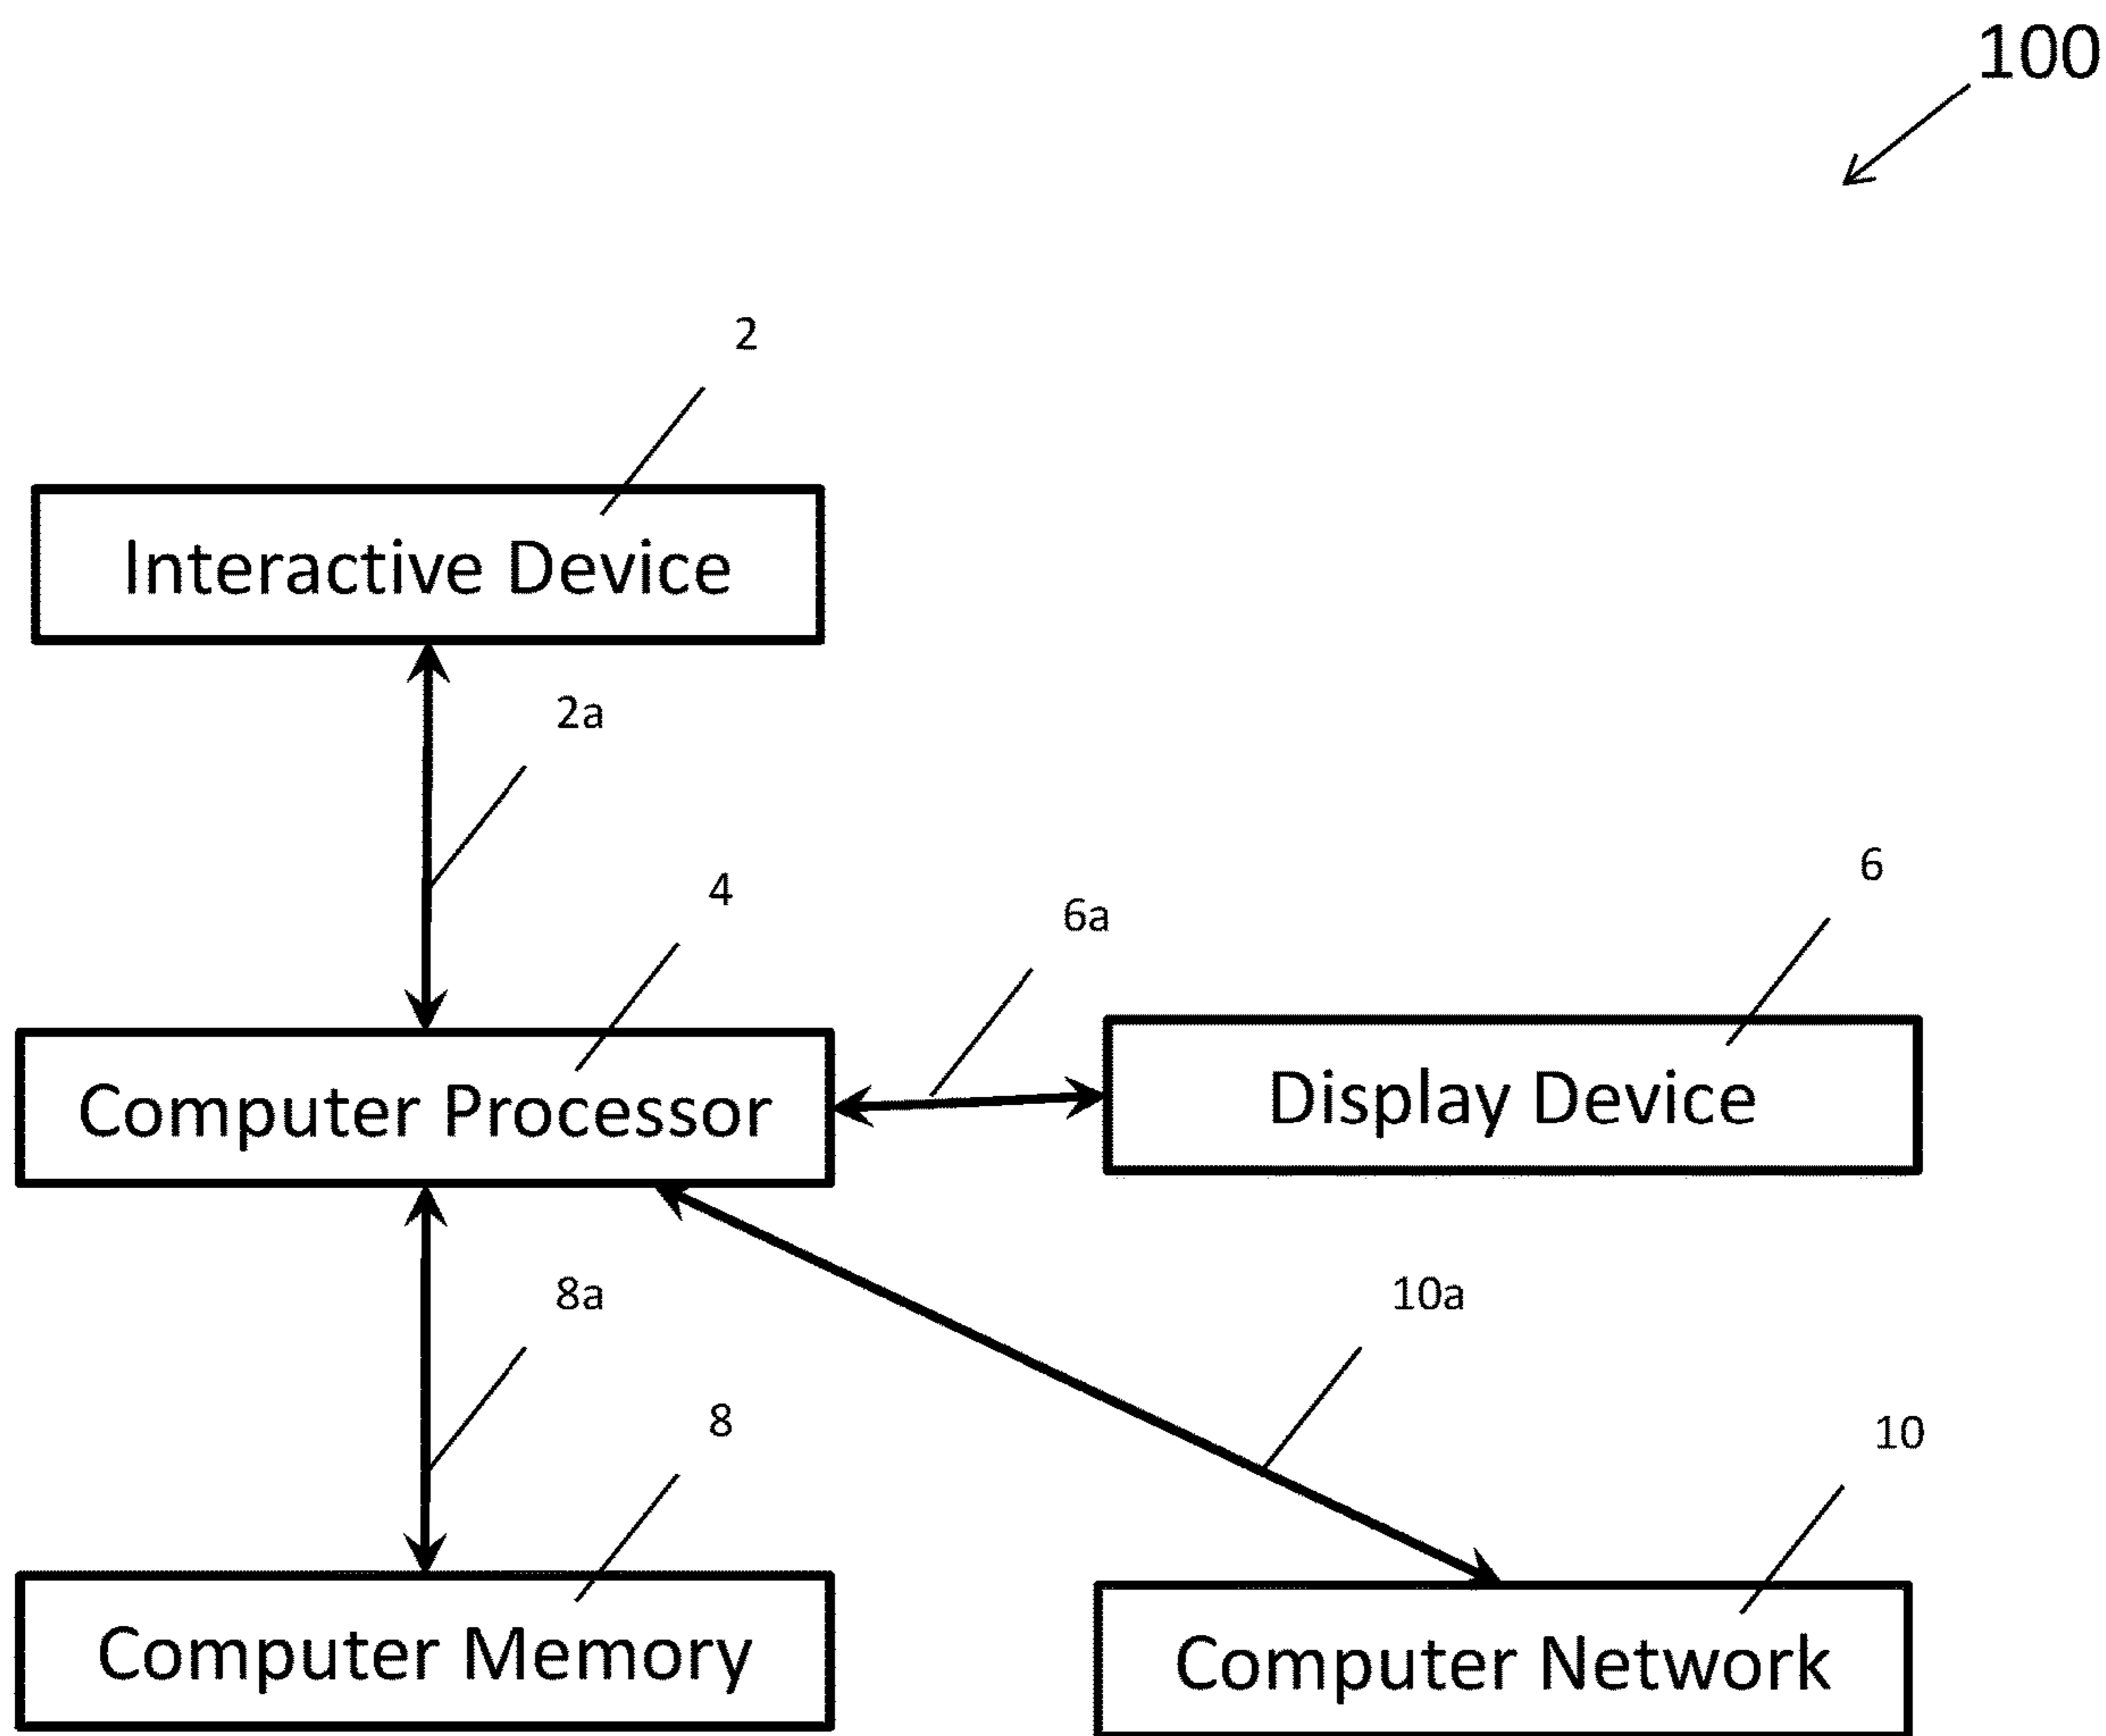 100
2
Interactive Device
2a
4
6a
6
Computer Processor
Display Device
8a
10a
8
10
Computer Memory
Computer Network